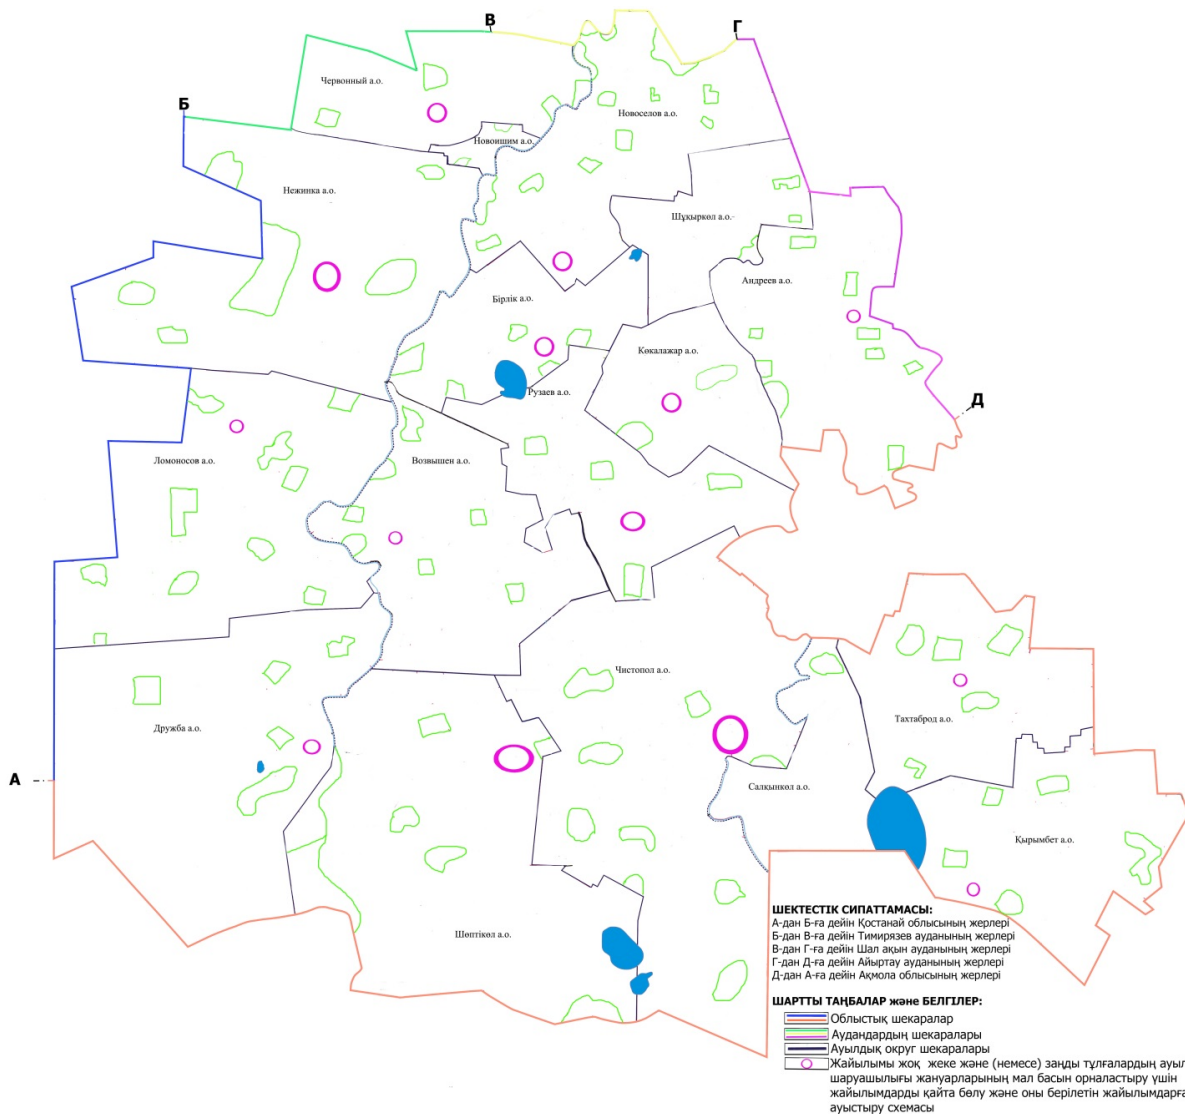 В
Г
Червонный а.о.
Б
Новоселов а.о.
Новоишим а.о.
Нежинка а.о.
Шұқыркөл а.о.
Андреев а.о.
Бірлік а.о.
Көкалажар а.о.
Рузаев а.о.
Д
Ломоносов а.о.
Возвышен а.о.
Чистопол а.о.
Тахтаброд а.о.
Дружба а.о.
А
Салқынкөл а.о.
Қырымбет а.о.
Шөптікөл а.о.
ШЕКТЕСТІК СИПАТТАМАСЫ:
А-дан Б-ға дейін Қостанай облысының жерлері
Б-дан В-ға дейін Тимирязев ауданының жерлері
В-дан Г-ға дейін Шал ақын ауданының жерлері
Г-дан Д-ға дейін Айыртау ауданының жерлері
Д-дан А-ға дейін Ақмола облысының жерлері
ШАРТТЫ ТАҢБАЛАР және БЕЛГІЛЕР:
Облыстық шекаралар
Аудандардың шекаралары
Ауылдық округ шекаралары
Жайылымы жоқ жеке және (немесе) заңды тұлғалардың ауыл
шаруашылығы жануарларының мал басын орналастыру үшін
жайылымдарды қайта бөлу және оны берілетін жайылымдарға
ауыстыру схемасы